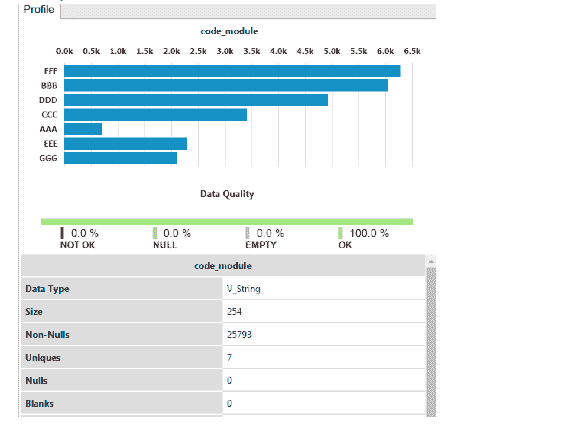 Profile
code_module
0.0k 0.5k 1.0k 1.5k 2.0k 2.5k 3.0k 3.5k 4.0k 4.5k 5.0k 5.5k 6.0k 6.5k
FFF
BBB
DDD
CCC
AAA
EEE
GGG
Data Quality
0.0 % 0.0 % 0.0 % 100.0 %
NOT OK NULL EMPTY OK
code_module
Data Type V_String
Size 254
Non-Nulls 25793
Uniques 7
Nulls 0
Blanks 0